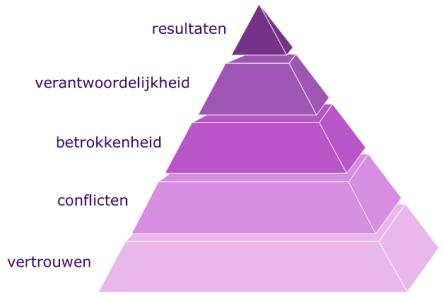 resultaten
verantwoordelijkheid
betrokkenheid
conflicten
vertrouwen